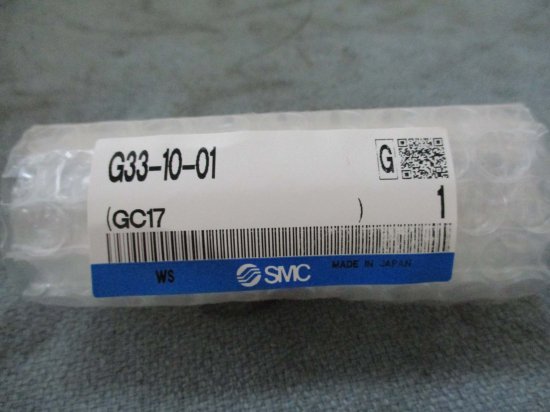 G33-10-01 G
(GC17 ) 1
WS SMC MADE IN JAPAN